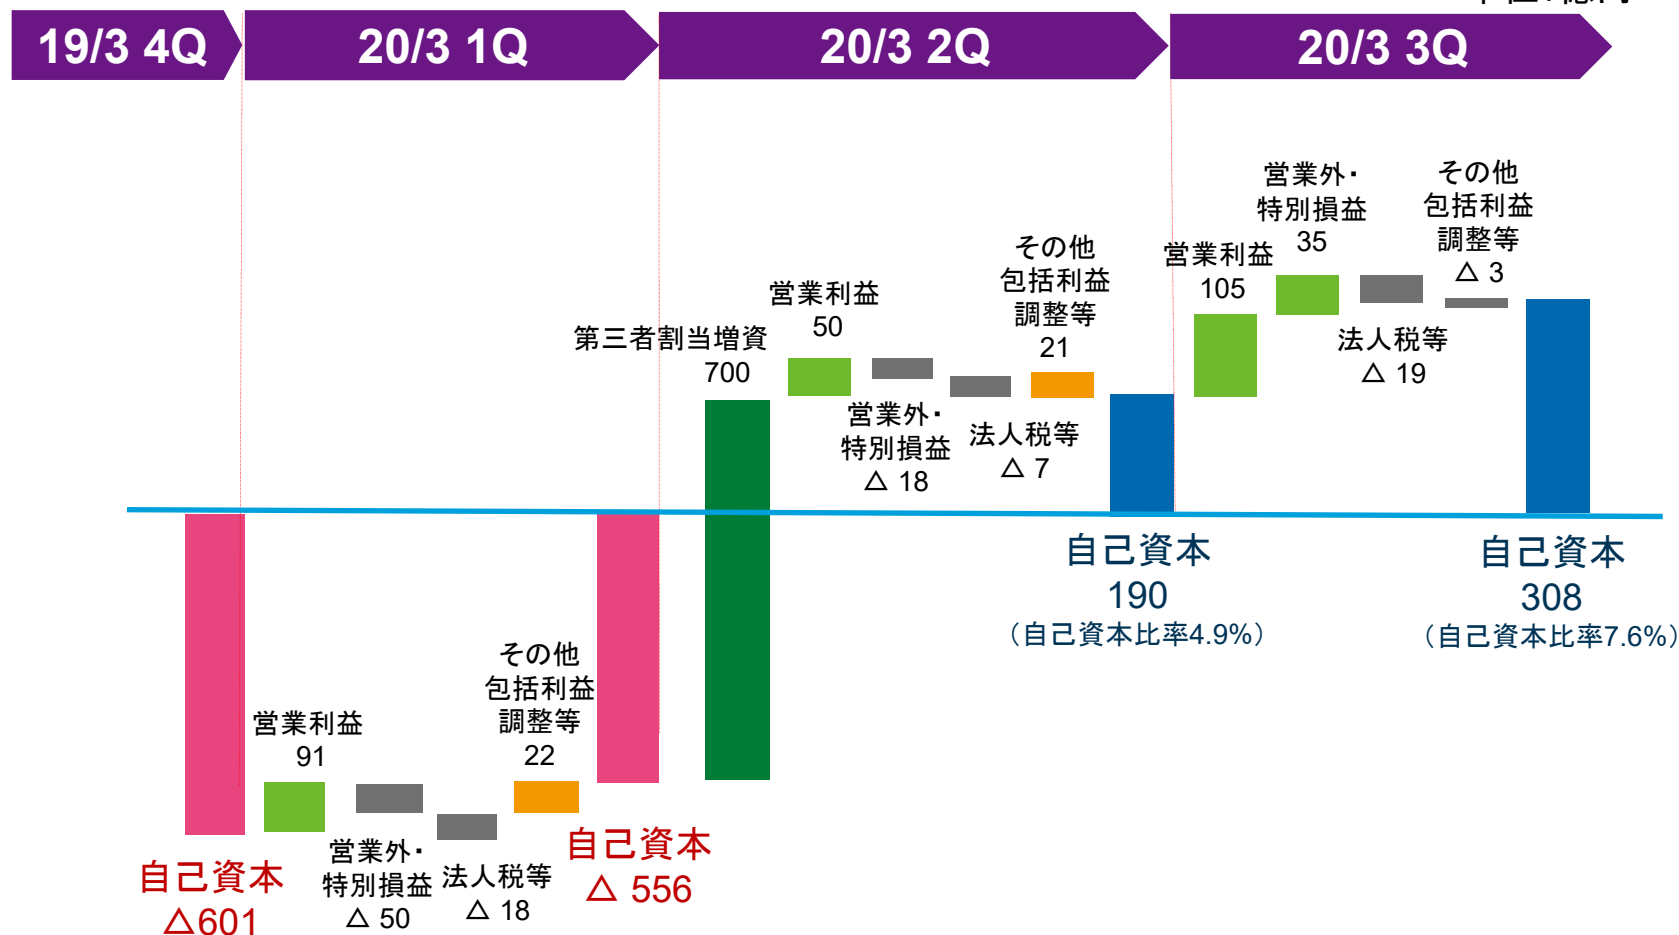 19/3 4Q
20/3 1Q
20/3 2Q
20/3 3Q
自己資本
△601
営業利益
91
営業外・
特別損益
△ 50
法人税等
△ 18
その他
包括利益
調整等
22
自己資本
△ 556
第三者割当増資
700
営業利益
50
営業外・
特別損益
△ 18
法人税等
△ 7
その他
包括利益
調整等
21
自己資本
190
（自己資本比率4.9%）
営業利益
105
営業外・
特別損益
35
法人税等
△ 19
その他
包括利益
調整等
△ 3
自己資本
308
（自己資本比率7.6%）